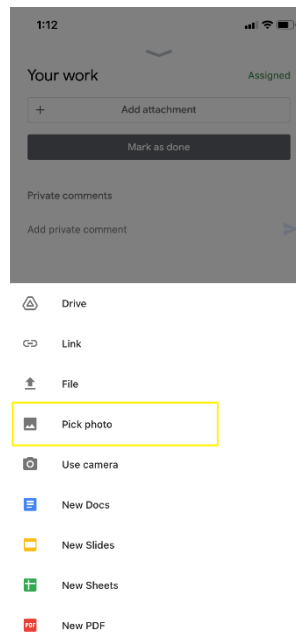 1:12
Your work
Assigned
+ Add attachment
Mark as done
Private comments
Add private comment
Drive
Link
File
Pick photo
Use camera
New Docs
New Slides
New Sheets
PDF New PDF